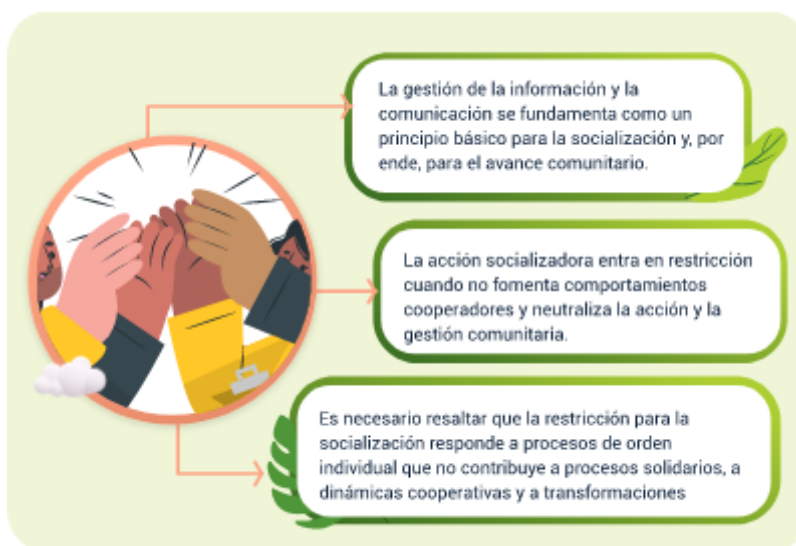 La gestión de la información y la
comunicación se fundamenta como un
principio básico para la socialización y, por
ende, para el avance comunitario.
La acción socializadora entra en restricción
cuando no fomenta comportamientos
cooperadores y neutraliza la acción y la
gestión comunitaria.
Es necesario resaltar que la restricción para la
socialización responde a procesos de orden
individual que no contribuye a procesos solidarios, a
dinámicas cooperativas y a transformaciones